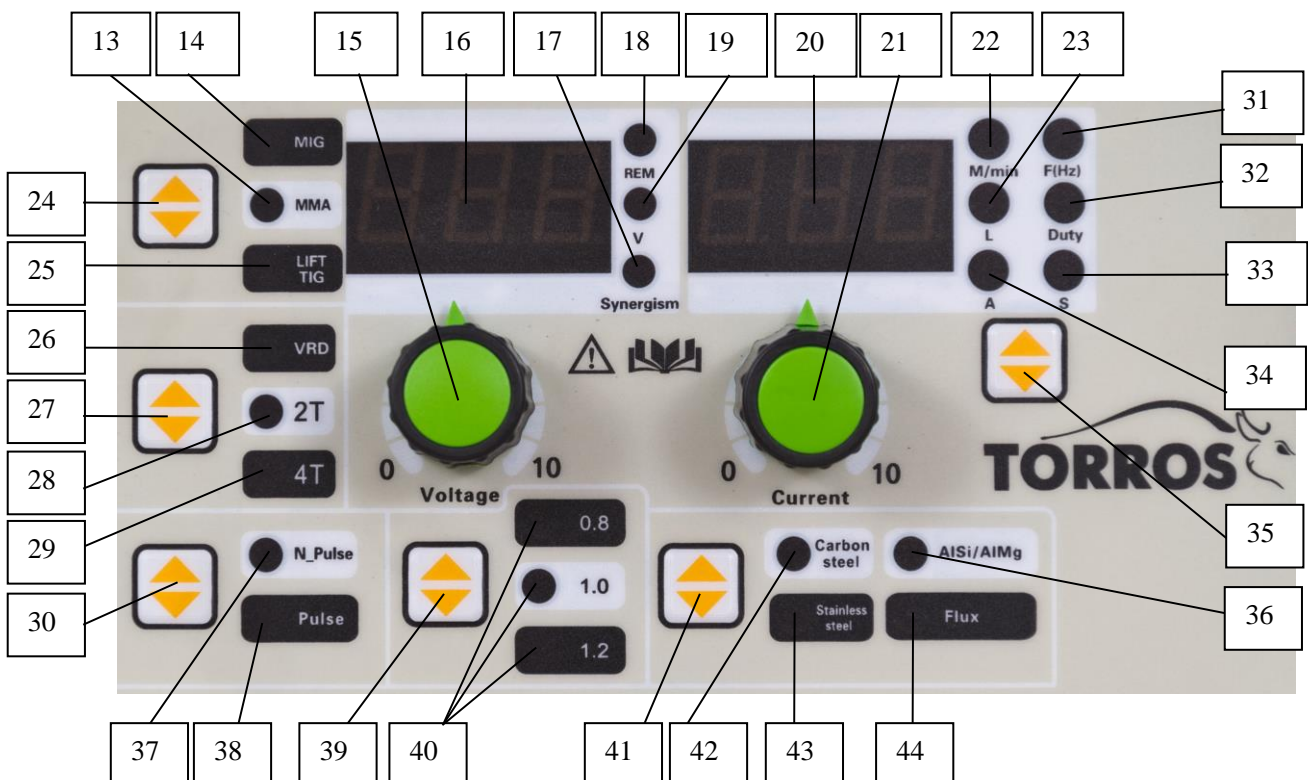 13 14 15 16 17 18 19 20 21 22 23
31
32
33
34
35
36
24
25
26
27
28
29
30
MIG
MMA
LIFT
TIG
VRD
2T
4T
N_Pulse
Pulse
REM
V
Synergism
M/min F(Hz)
L Duty
A S
0 10
Voltage
0 10
Current
TORROS
0.8
1.0
1.2
Carbon
steel
AlSi/AlMg
Stainless
steel
Flux
37 38 39 40 41 42 43 44